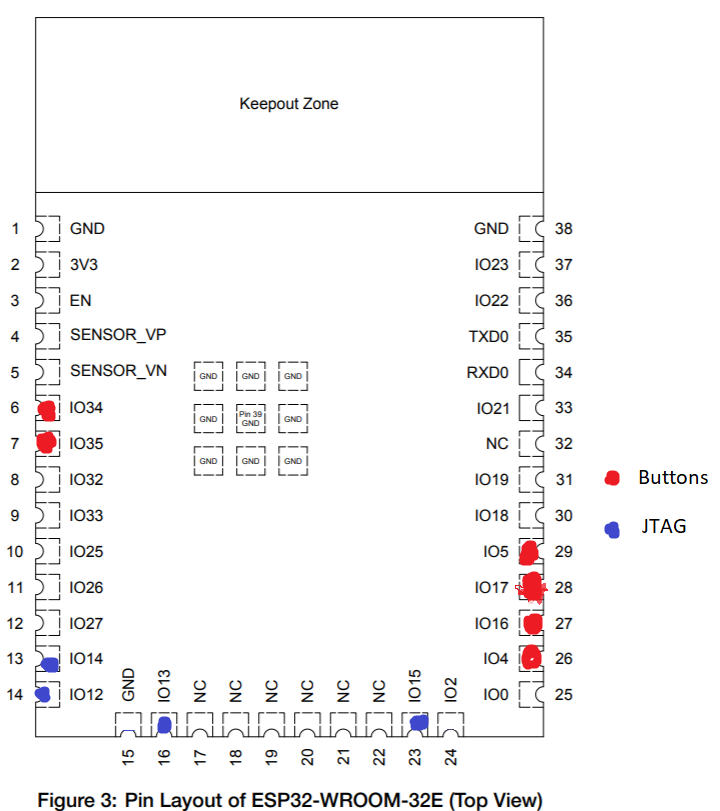 Keepout Zone
1 GND GND 38
2 3V3 IO23 37
3 EN IO22 36
4 SENSOR_VP TXD0 35
5 SENSOR_VN RXD0 34
GND GND GND
6 IO34 IO21 33
GND Pin 39 GND GND
7 IO35 NC 32
GND GND GND
8 IO32 IO19 31
9 IO33 IO18 30
10 IO25 IO5 29
11 IO26 IO17 28
12 IO27 IO16 27
13 IO14 IO4 26
14 IO12 IO0 25
GND IO13 NC NC NC NC NC NC IO15 IO2
15 16 17 18 19 20 21 22 23 24
Buttons
JTAG
Figure 3: Pin Layout of ESP32-WROOM-32E (Top View)